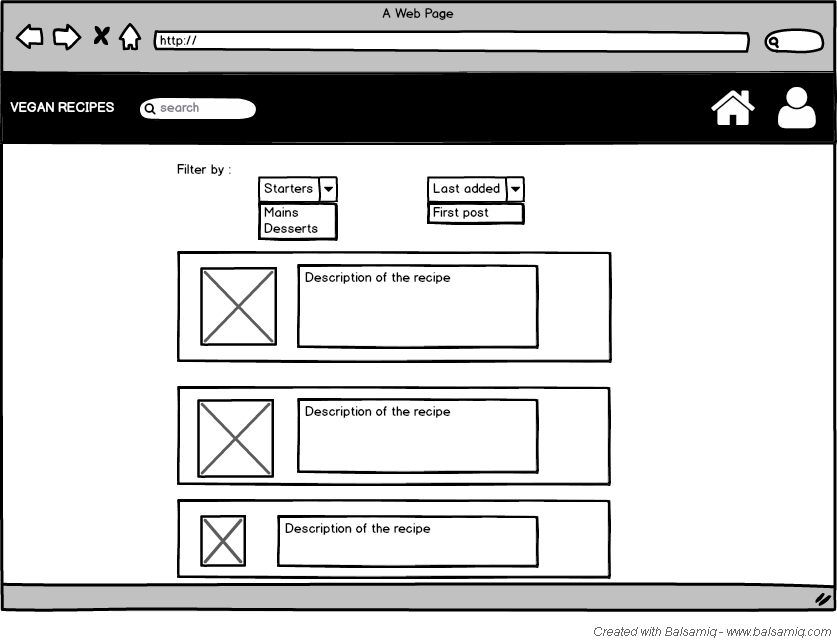 A Web Page
http://
VEGAN RECIPES
search
Filter by :
Starters
Mains
Desserts
Last added
First post
Description of the recipe
Description of the recipe
Description of the recipe
Created with Balsamiq - www.balsamiq.com